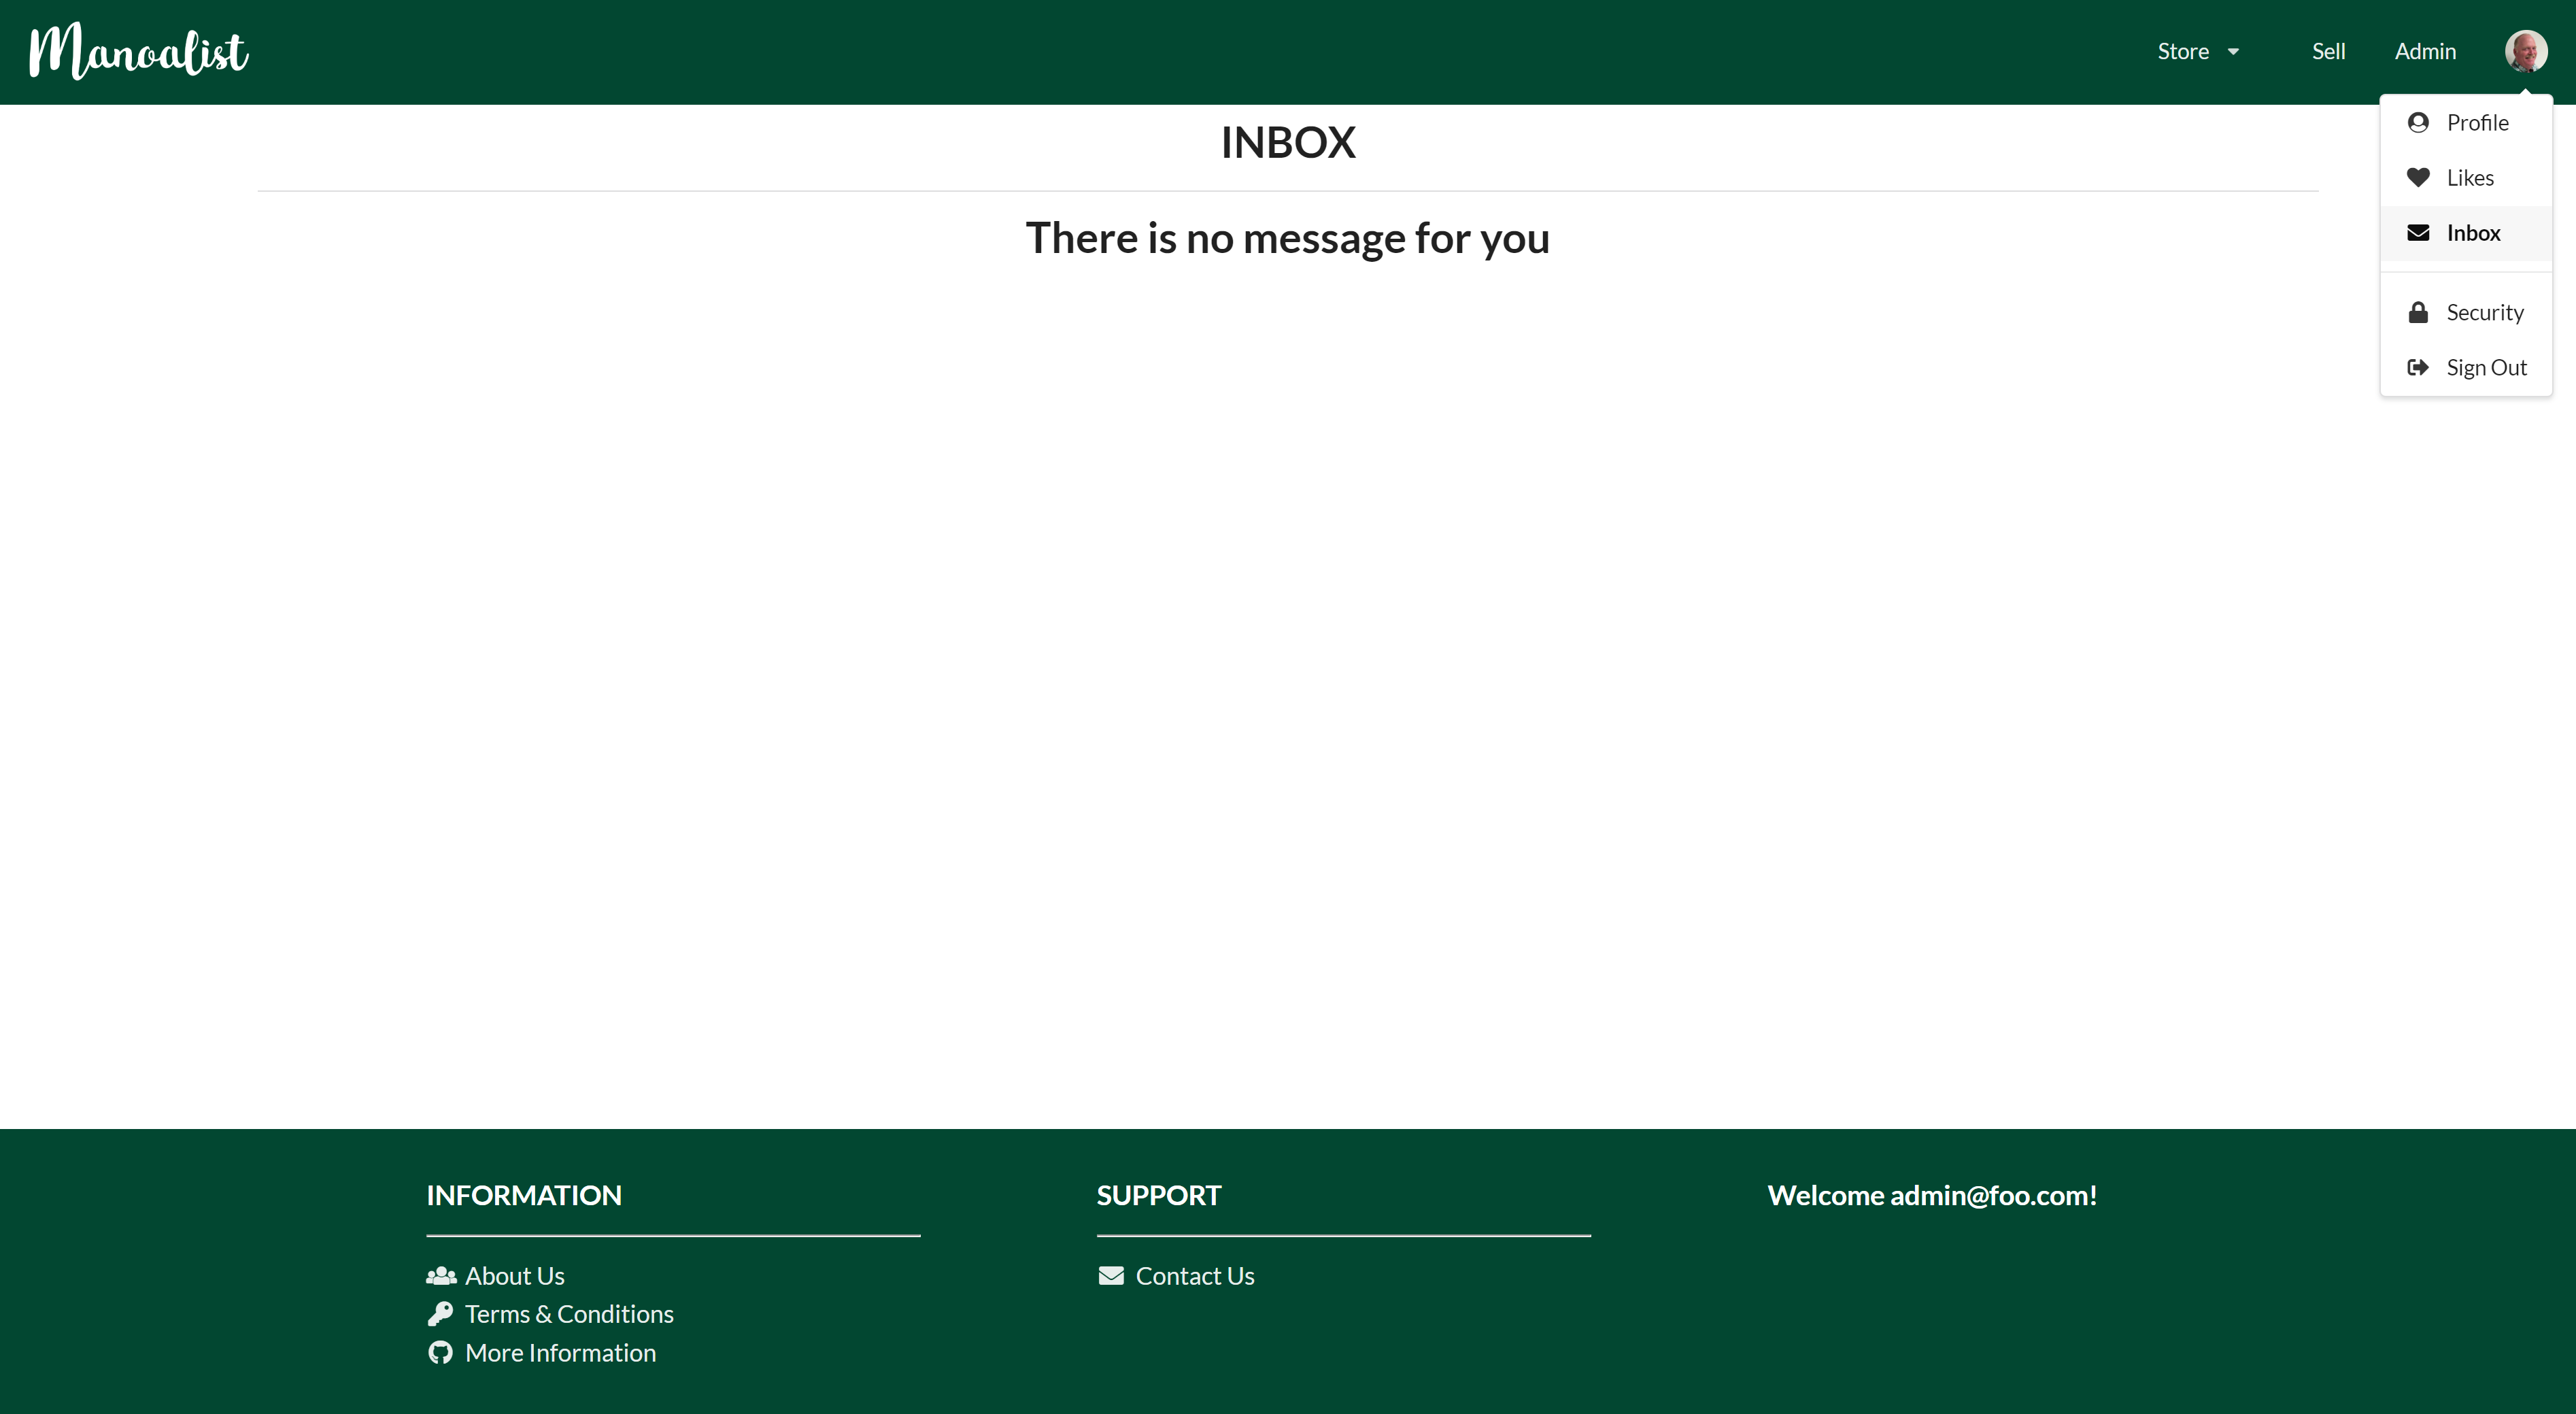 Manoalist
Store
Sell
Admin
Profile
Likes
Inbox
Security
Sign Out
INBOX
There is no message for you
INFORMATION
About Us
Terms & Conditions
More Information
SUPPORT
Contact Us
Welcome admin@foo.com!